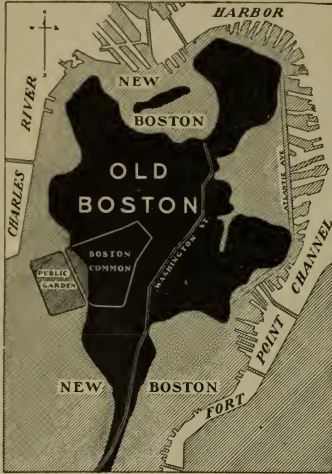 HARBOR
N
W E
S
NEW
BOSTON
CHARLES RIVER
OLD
BOSTON
ATLANTIC AVE
WASHINGTON ST
BOSTON
COMMON
PUBLIC
GARDEN
FORT POINT CHANNEL
NEW BOSTON